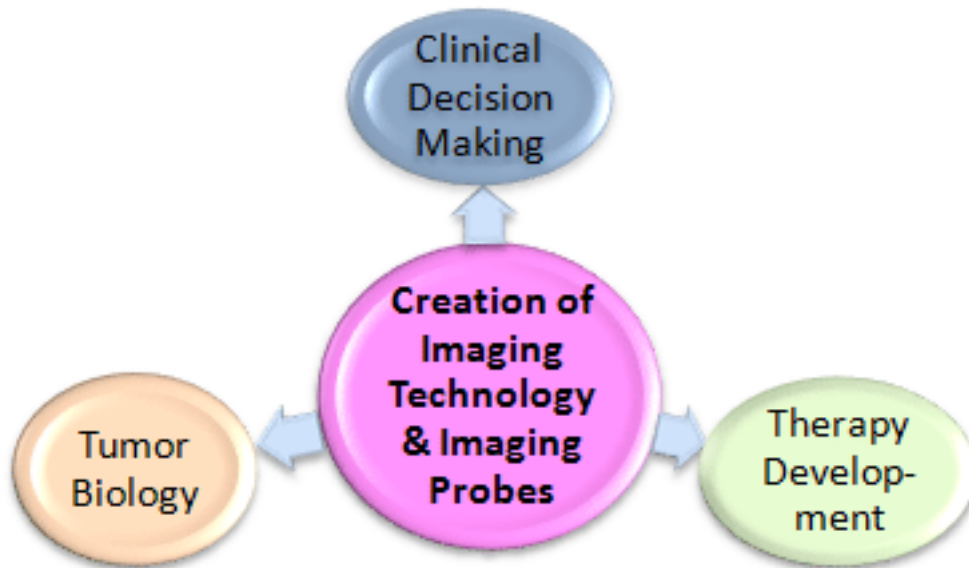 Clinical
Decision
Making
Creation of
Imaging
Technology
& Imaging
Probes
Tumor
Biology
Therapy
Develop-
ment